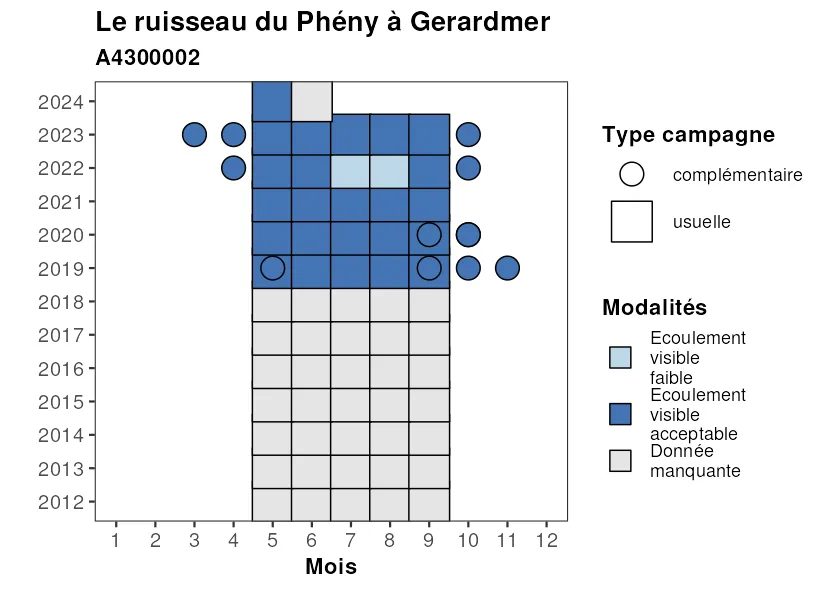 Le ruisseau du Phény à Gerardmer
A4300002
2024
2023
2022
2021
2020
2019
2018
2017
2016
2015
2014
2013
2012
1 2 3 4 5 6 7 8 9 10 11 12
Mois
Type campagne
complémentaire
usuelle
Modalités
Ecoulement
visible
faible
Ecoulement
visible
acceptable
Donnée
manquante